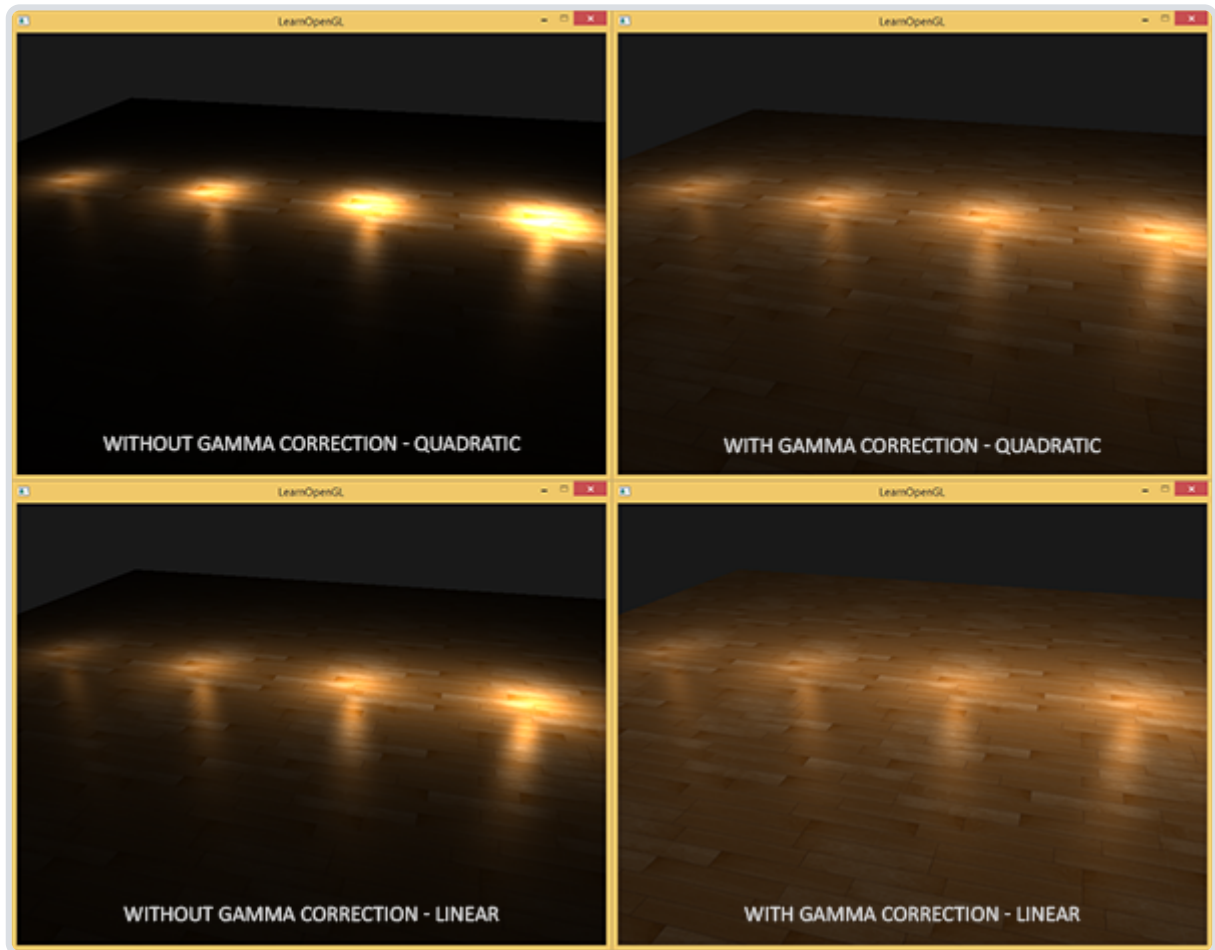 LearnOpenGL
LearnOpenGL
WITHOUT GAMMA CORRECTION - QUADRATIC
WITH GAMMA CORRECTION - QUADRATIC
LearnOpenGL
LearnOpenGL
WITHOUT GAMMA CORRECTION - LINEAR
WITH GAMMA CORRECTION - LINEAR